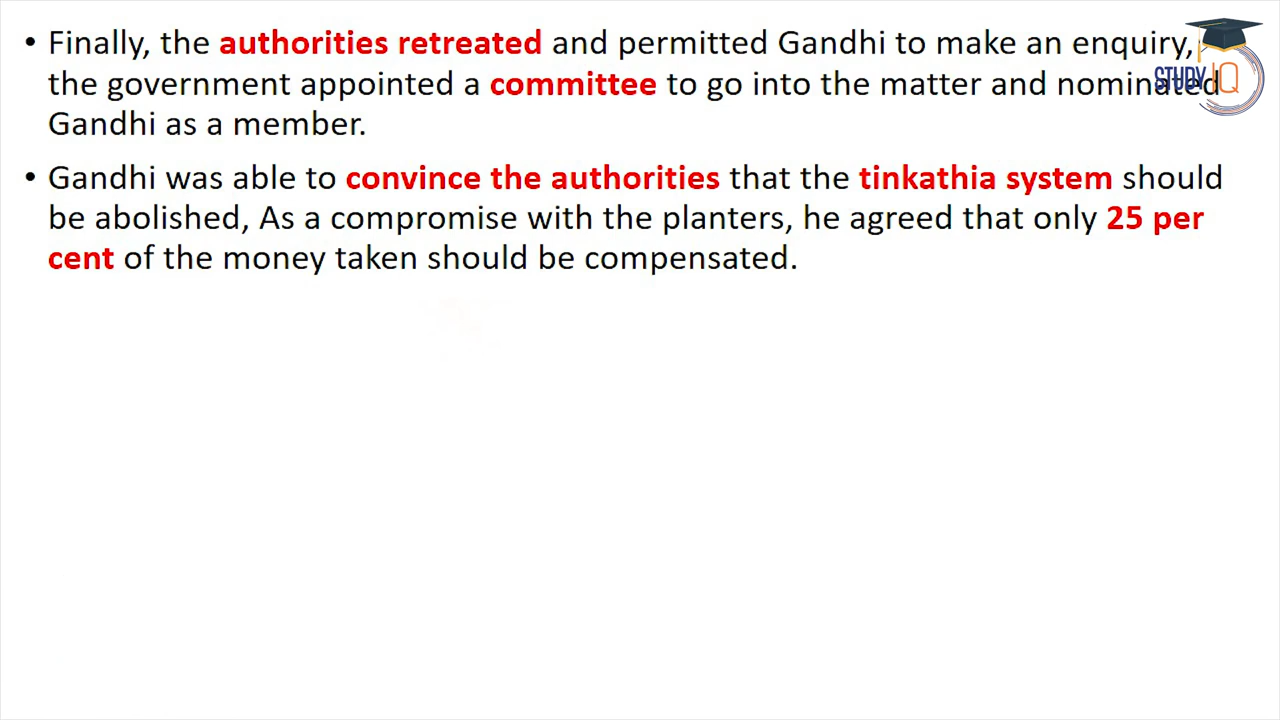 • Finally, the authorities retreated and permitted Gandhi to make an enquiry,
the government appointed a committee to go into the matter and nominated
Gandhi as a member.
• Gandhi was able to convince the authorities that the tinkathia system should
be abolished, As a compromise with the planters, he agreed that only 25 per
cent of the money taken should be compensated.
STUDY IQ